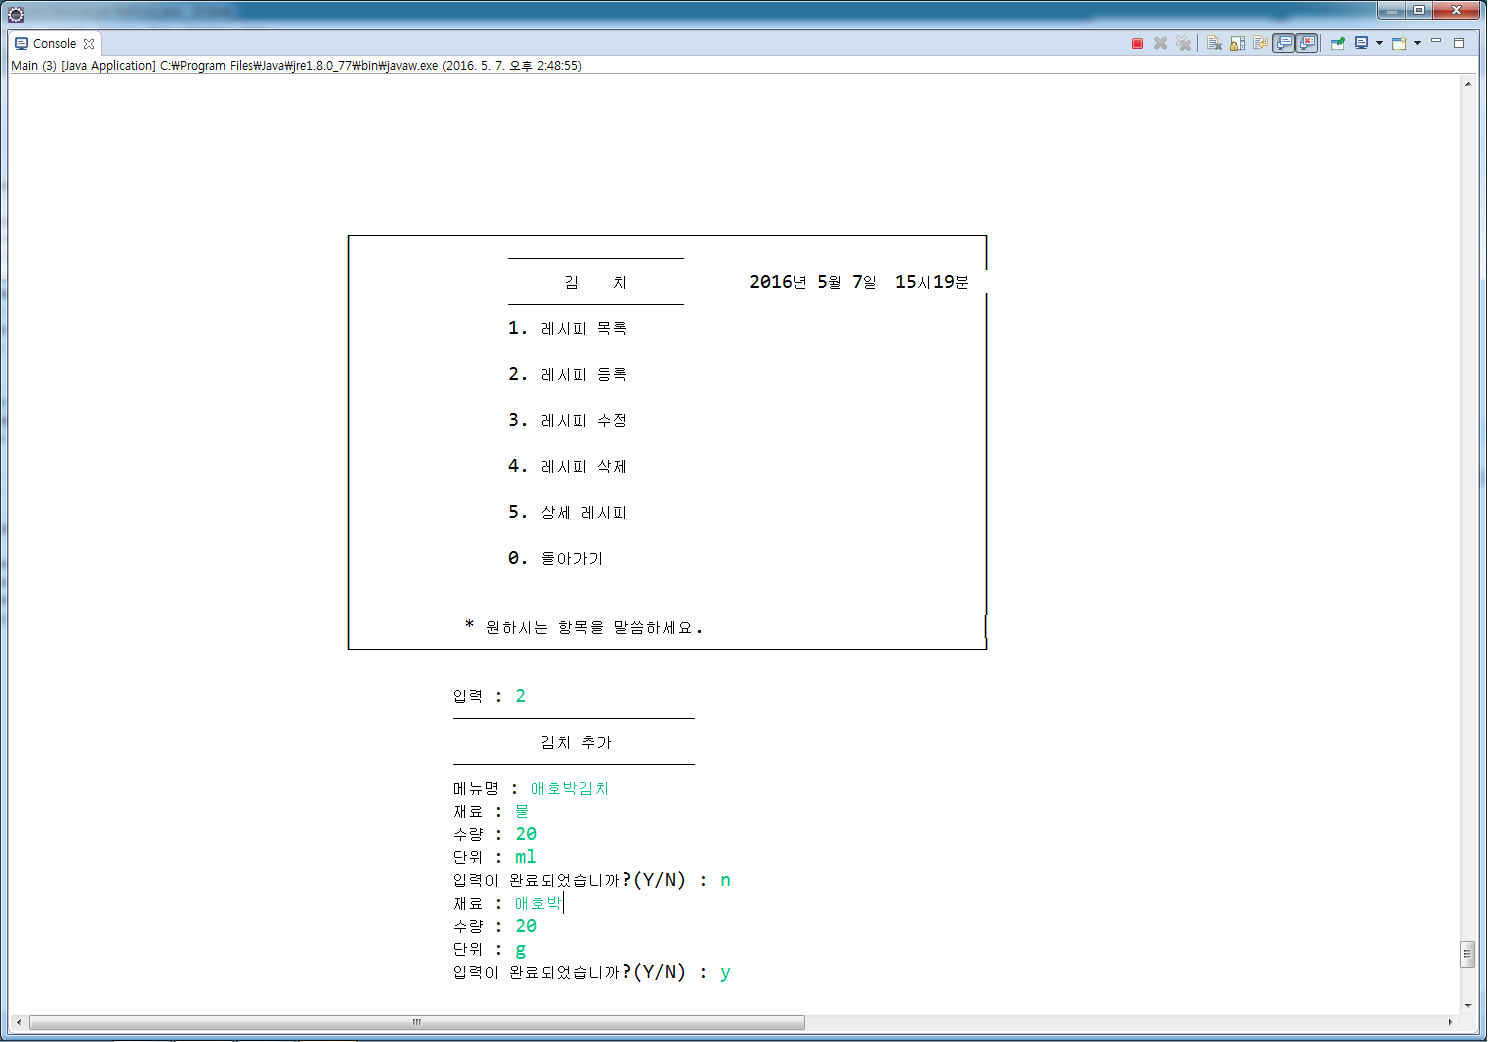 Console
Main (3) [Java Application] C:₩Program Files₩Java₩jre1.8.0_77₩bin₩javaw.exe (2016. 5. 7. 오후 2:48:55)
김 치 2016년 5월 7일 15시19분
1. 레시피 목록
2. 레시피 등록
3. 레시피 수정
4. 레시피 삭제
5. 상세 레시피
0. 돌아가기
* 원하시는 항목을 말씀하세요.
입력 : 2
김치 추가
메뉴명 : 애호박김치
재료 : 물
수량 : 20
단위 : ml
입력이 완료되었습니까?(Y/N) : n
재료 : 애호박
수량 : 20
단위 : g
입력이 완료되었습니까?(Y/N) : y